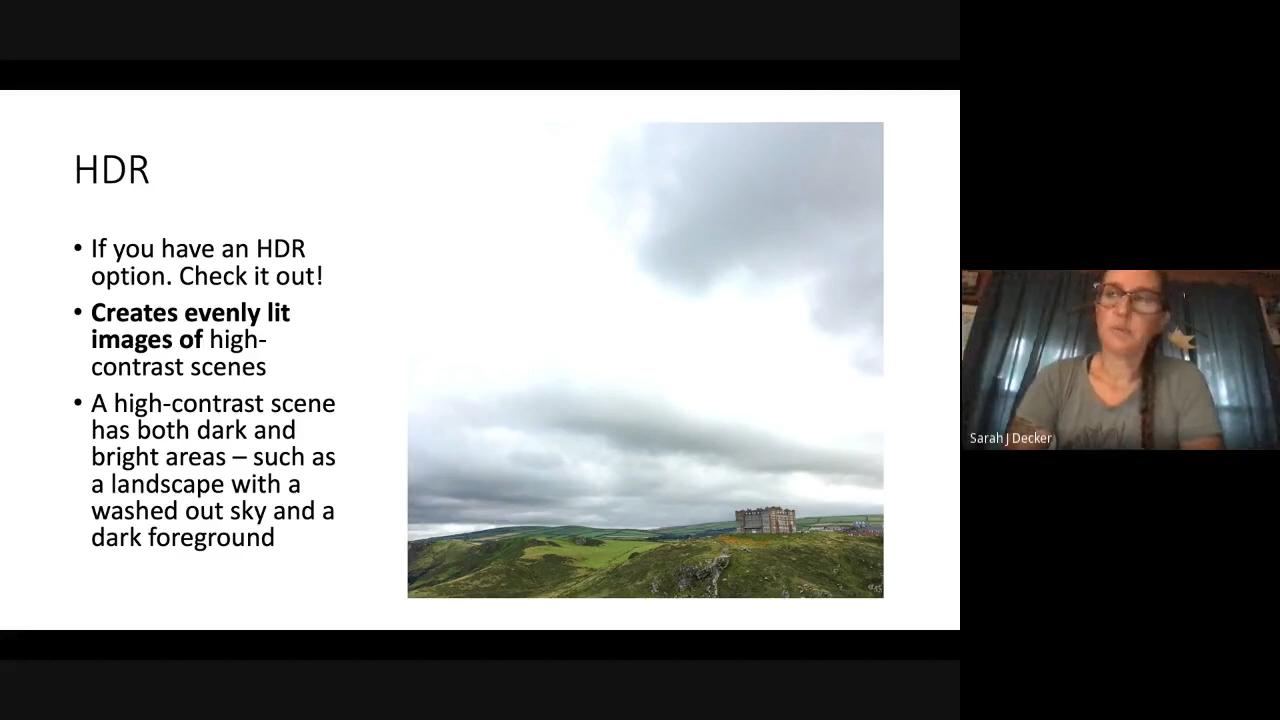 HDR
• If you have an HDR
option. Check it out!
• Creates evenly lit
images of high-
contrast scenes
• A high-contrast scene
has both dark and
bright areas – such as
a landscape with a
washed out sky and a
dark foreground
Sarah J Decker